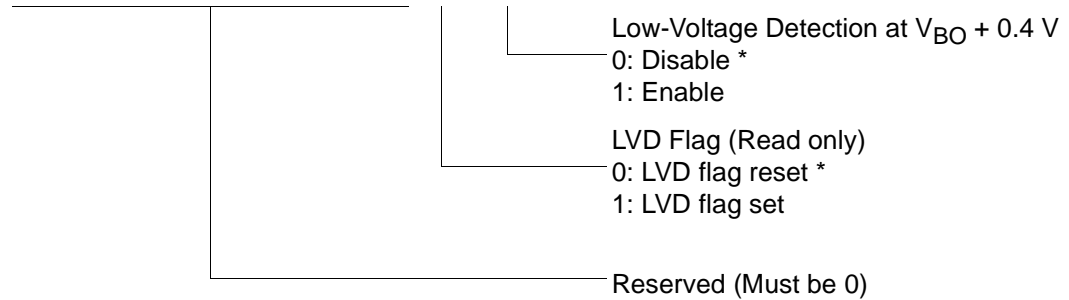 Low-Voltage Detection at VBO + 0.4 V
0: Disable *
1: Enable
LVD Flag (Read only)
0: LVD flag reset *
1: LVD flag set
Reserved (Must be 0)